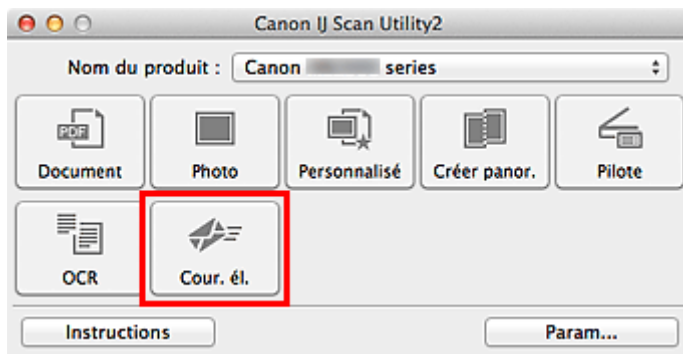 Canon IJ Scan Utility2
Nom du produit : Canon series
PDF
Document Photo Personnalisé Créer panor. Pilote
OCR Cour. él.
Instructions Param...